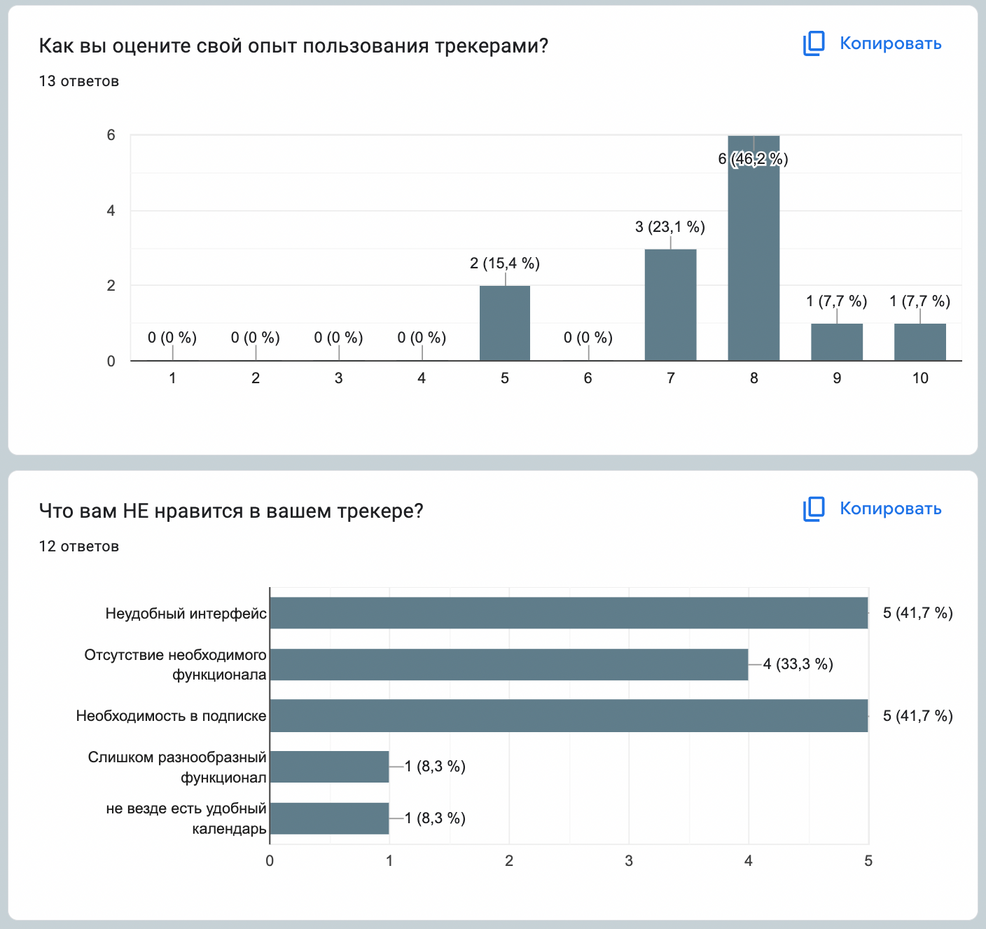 Как вы оцените свой опыт пользования трекерами?
Копировать
13 ответов
6
4
2
0
0 (0 %)
0 (0 %)
0 (0 %)
0 (0 %)
2 (15,4 %)
0 (0 %)
3 (23,1 %)
6 (46,2 %)
1 (7,7 %)
1 (7,7 %)
1
2
3
4
5
6
7
8
9
10
Что вам НЕ нравится в вашем трекере?
Копировать
12 ответов
Неудобный интерфейс
5 (41,7 %)
Отсутствие необходимого
функционала
4 (33,3 %)
Необходимость в подписке
5 (41,7 %)
Слишком разнообразный
функционал
1 (8,3 %)
не везде есть удобный
календарь
1 (8,3 %)
0
1
2
3
4
5